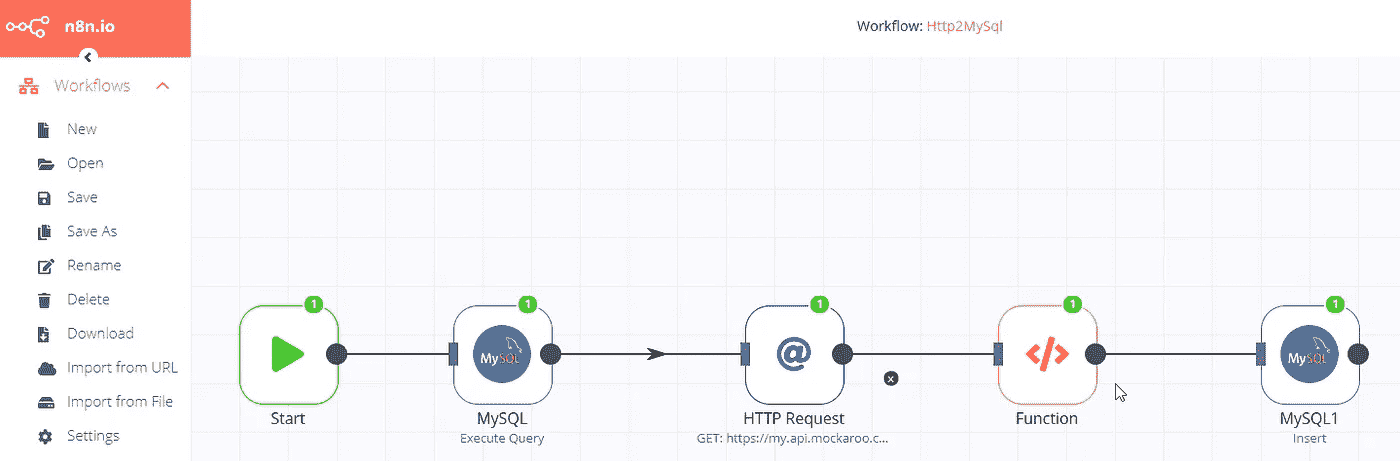 n8n.io
Workflow: Http2MySql
Workflows
New
Open
Save
Save As
Rename
Delete
Download
Import from URL
Import from File
Settings
1
1
1
1
1
MySQL
@
</>
MySQL
Start
MySQL
HTTP Request
Function
MySQL1
Execute Query
GET: https://my.api.mockaroo.c...
Insert